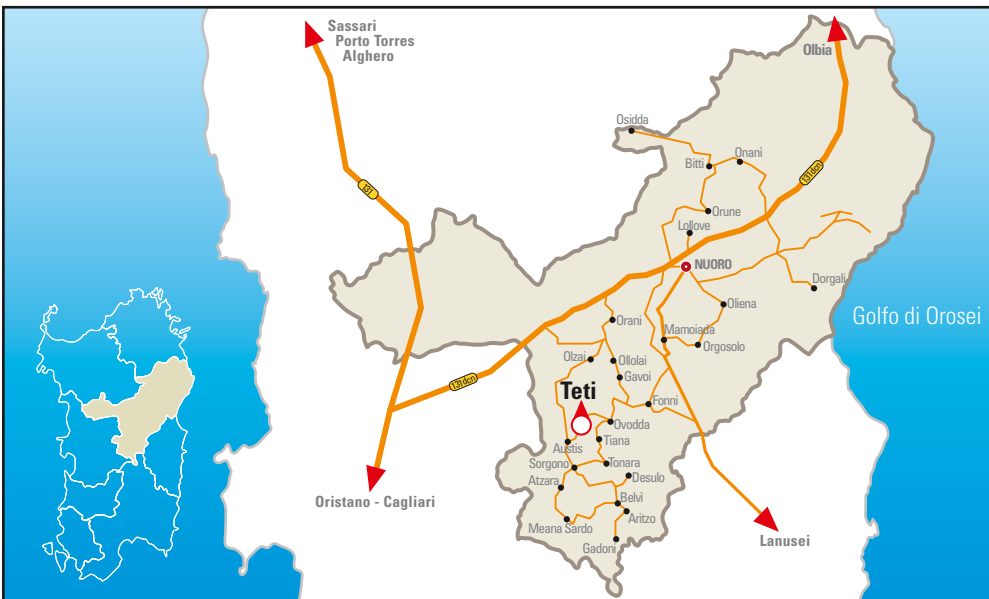 Sassari
Porto Torres
Alghero
Olbia
Osidda
Bitti
Onanì
131dcn
131
Orune
Lollove
NUORO
Dorgali
Oliena
Golfo di Orosei
Orani
Mamoiada
Orgosolo
Olzai
Ollolai
Gavoi
131dcn
Teti
Fonni
Ovodda
Austis
Tiana
Sorgono
Tonara
Desulo
Atzara
Belvì
Oristano - Cagliari
Aritzo
Meana Sardo
Gadoni
Lanusei